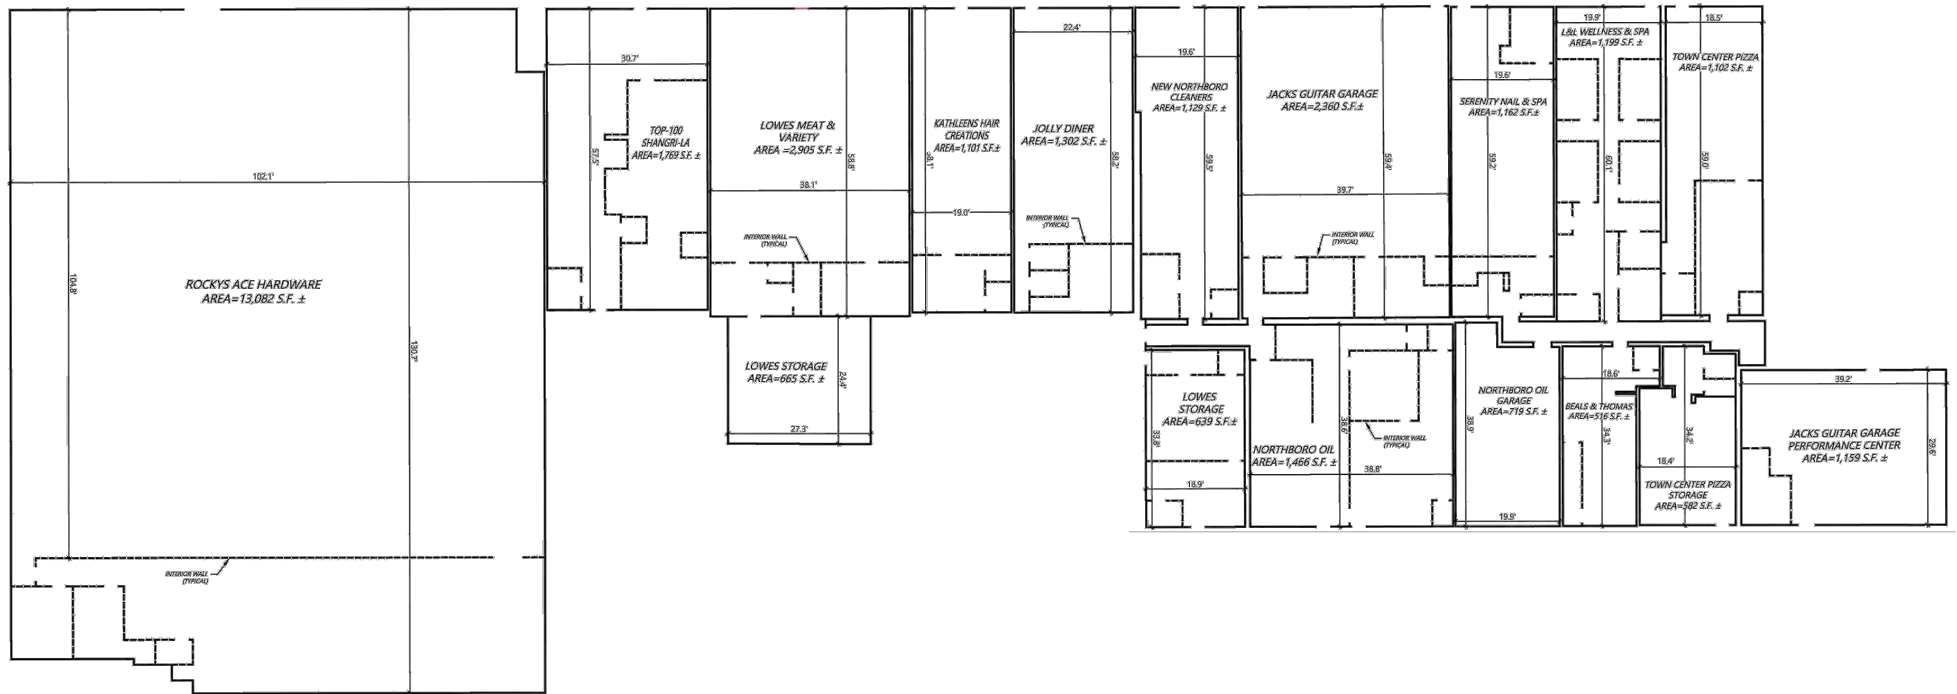 ROCKYS ACE HARDWARE
AREA=13,082 S.F. ±
102.1'
104.8'
130.7'
INTERIOR WALL
(TYPICAL)
30.7'
57.5'
TOP-100
SHANGRI-LA
AREA=1,769 S.F. ±
LOWES MEAT &
VARIETY
AREA =2,905 S.F. ±
58.8'
38.1'
INTERIOR WALL
(TYPICAL)
LOWES STORAGE
AREA=665 S.F. ±
24.4'
27.3'
KATHLEENS HAIR
CREATIONS
AREA=1,101 S.F.±
58.1'
19.0'
22.4'
JOLLY DINER
AREA=1,302 S.F. ±
58.2'
INTERIOR WALL
(TYPICAL)
19.6'
NEW NORTHBORO
CLEANERS
AREA=1,129 S.F. ±
59.5'
JACKS GUITAR GARAGE
AREA=2,360 S.F.±
59.4'
39.7'
INTERIOR WALL
(TYPICAL)
19.6'
SERENITY NAIL & SPA
AREA=1,162 S.F. ±
59.2'
19.9'
L&L WELLNESS & SPA
AREA=1,199 S.F. ±
60.1'
18.5'
TOWN CENTER PIZZA
AREA=1,102 S.F. ±
59.0'
LOWES
STORAGE
AREA=639 S.F.±
33.8'
18.9'
NORTHBORO OIL
AREA=1,466 S.F. ±
38.6'
38.8'
INTERIOR WALL
(TYPICAL)
NORTHBORO OIL
GARAGE
AREA=719 S.F. ±
38.9'
19.9'
18.6'
BEALS & THOMAS
AREA=516 S.F. ±
34.3'
34.2'
18.4'
TOWN CENTER PIZZA
STORAGE
AREA=582 S.F. ±
39.2'
JACKS GUITAR GARAGE
PERFORMANCE CENTER
AREA=1,159 S.F. ±
29.6'